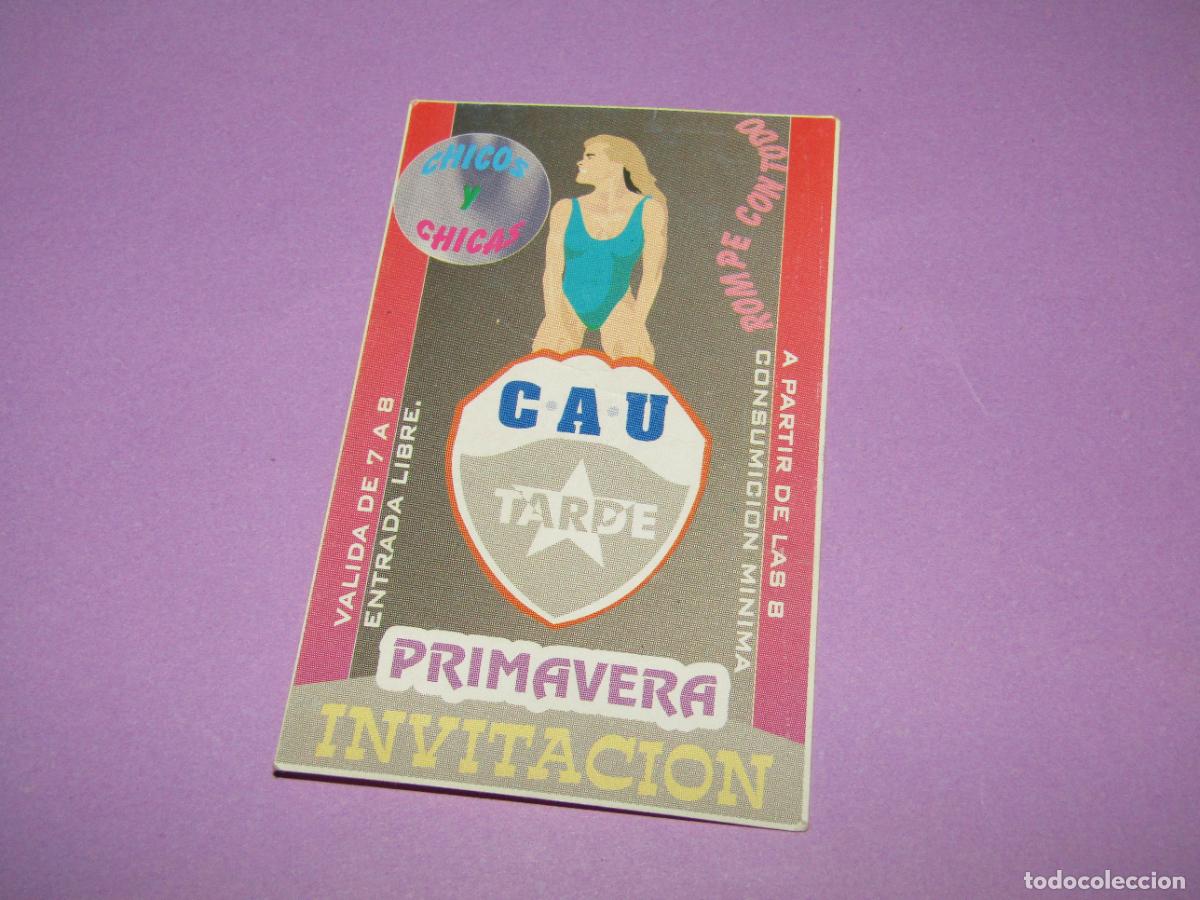 CHICOS
Y
CHICAS
ROMPE CON TODO
VALIDA DE 7 A 8
ENTRADA LIBRE.
A PARTIR DE LAS 8
CONSUMICION MINIMA
C·A·U
TARDE
PRIMAVERA
INVITACION
todocoleccion